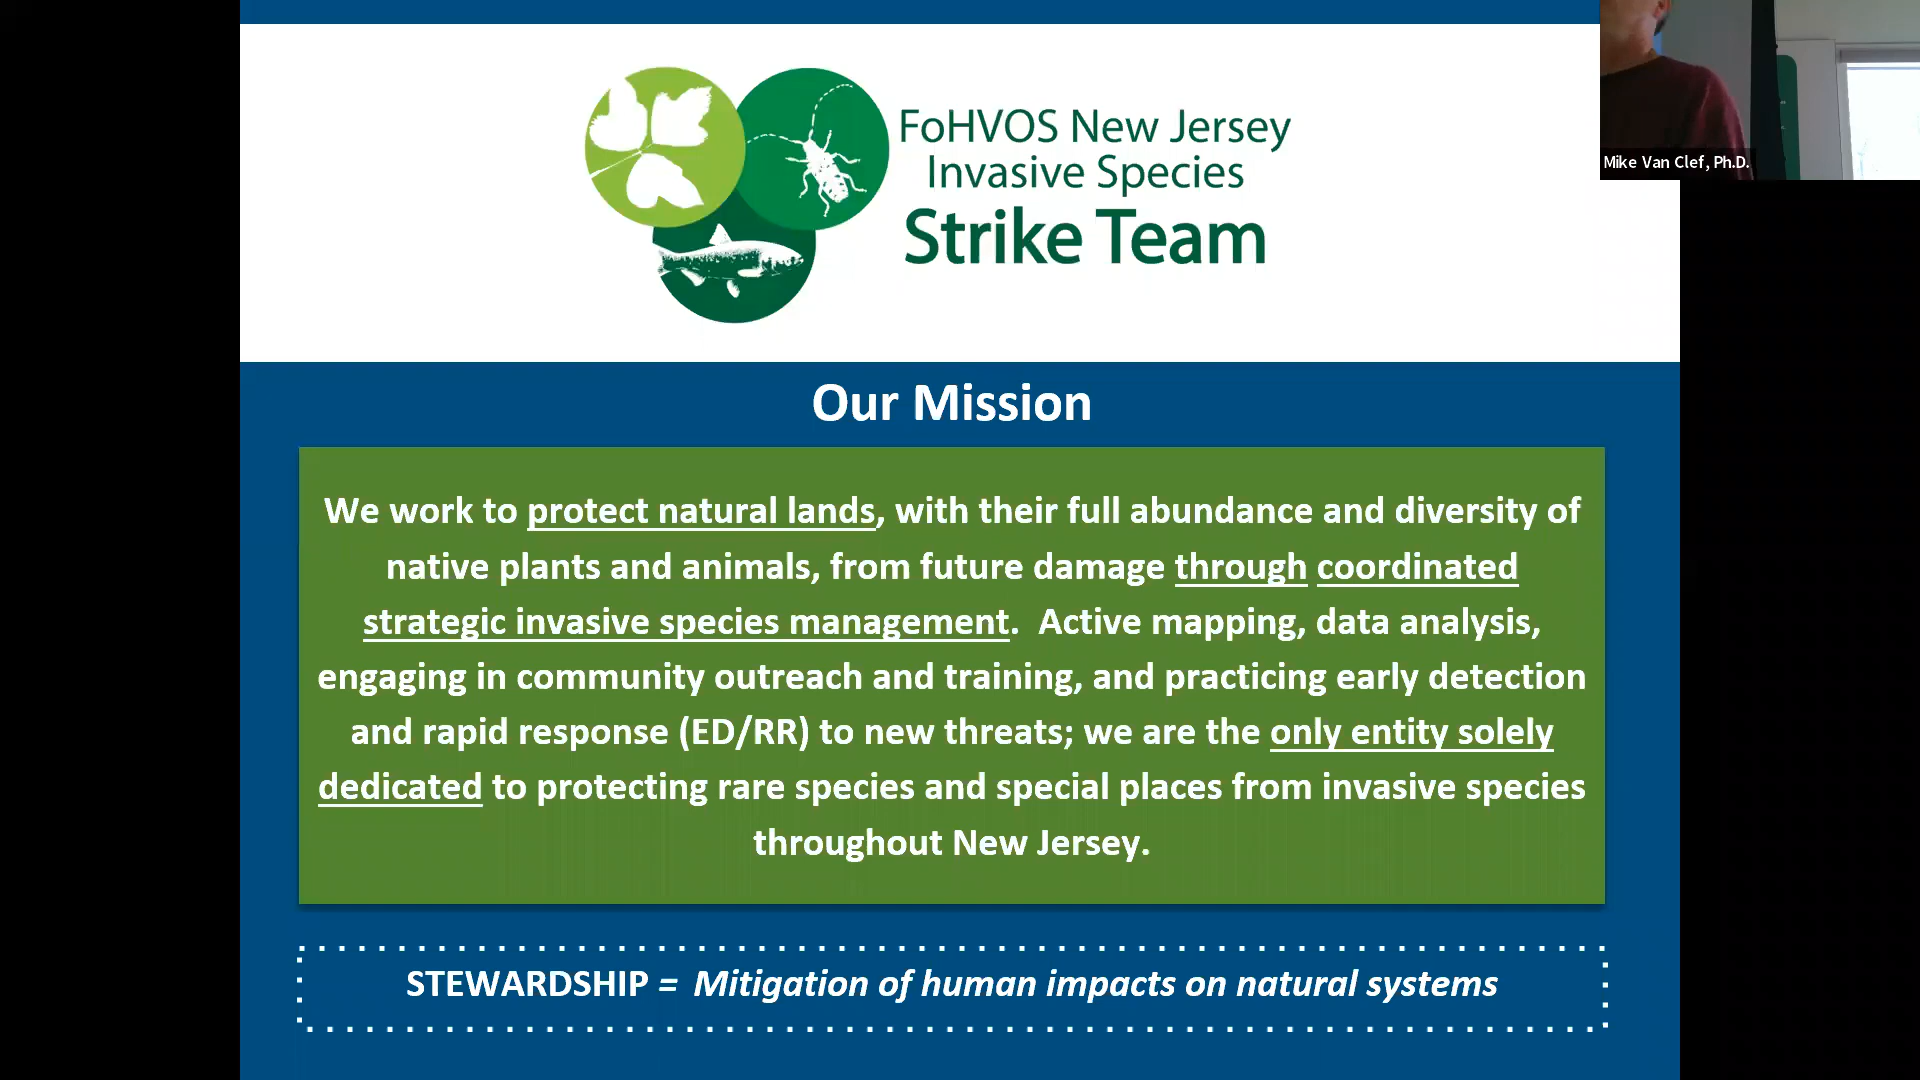 FoHVOS New Jersey
Invasive Species
Strike Team
Mike Van Clef, Ph.D.
Our Mission
We work to protect natural lands, with their full abundance and diversity of
native plants and animals, from future damage through coordinated
strategic invasive species management.  Active mapping, data analysis,
engaging in community outreach and training, and practicing early detection
and rapid response (ED/RR) to new threats; we are the only entity solely
dedicated to protecting rare species and special places from invasive species
throughout New Jersey.
STEWARDSHIP = Mitigation of human impacts on natural systems